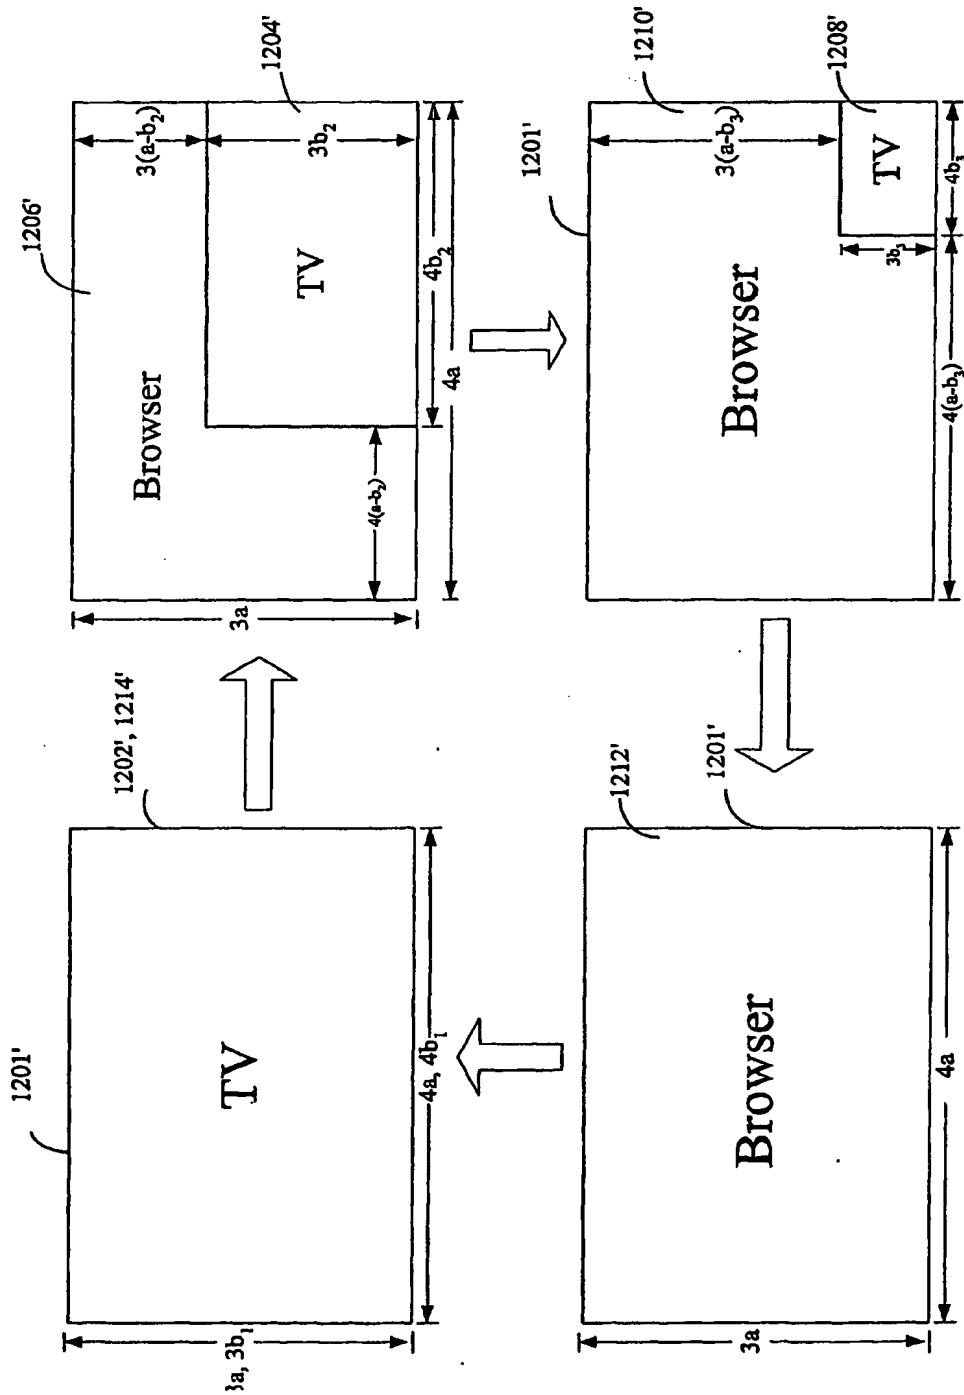 1201'
TV
1202', 1214'
3a, 3b₁
4a, 4b₁
1206'
Browser
1204'
TV
3(a-b₂)
3b₂
3a
4(a-b₂)
4b₂
4a
1201'
1210'
Browser
3(a-b₃)
1208'
TV
3b₃
4b₃
4(a-b₃)
1212'
1201'
Browser
3a
4a